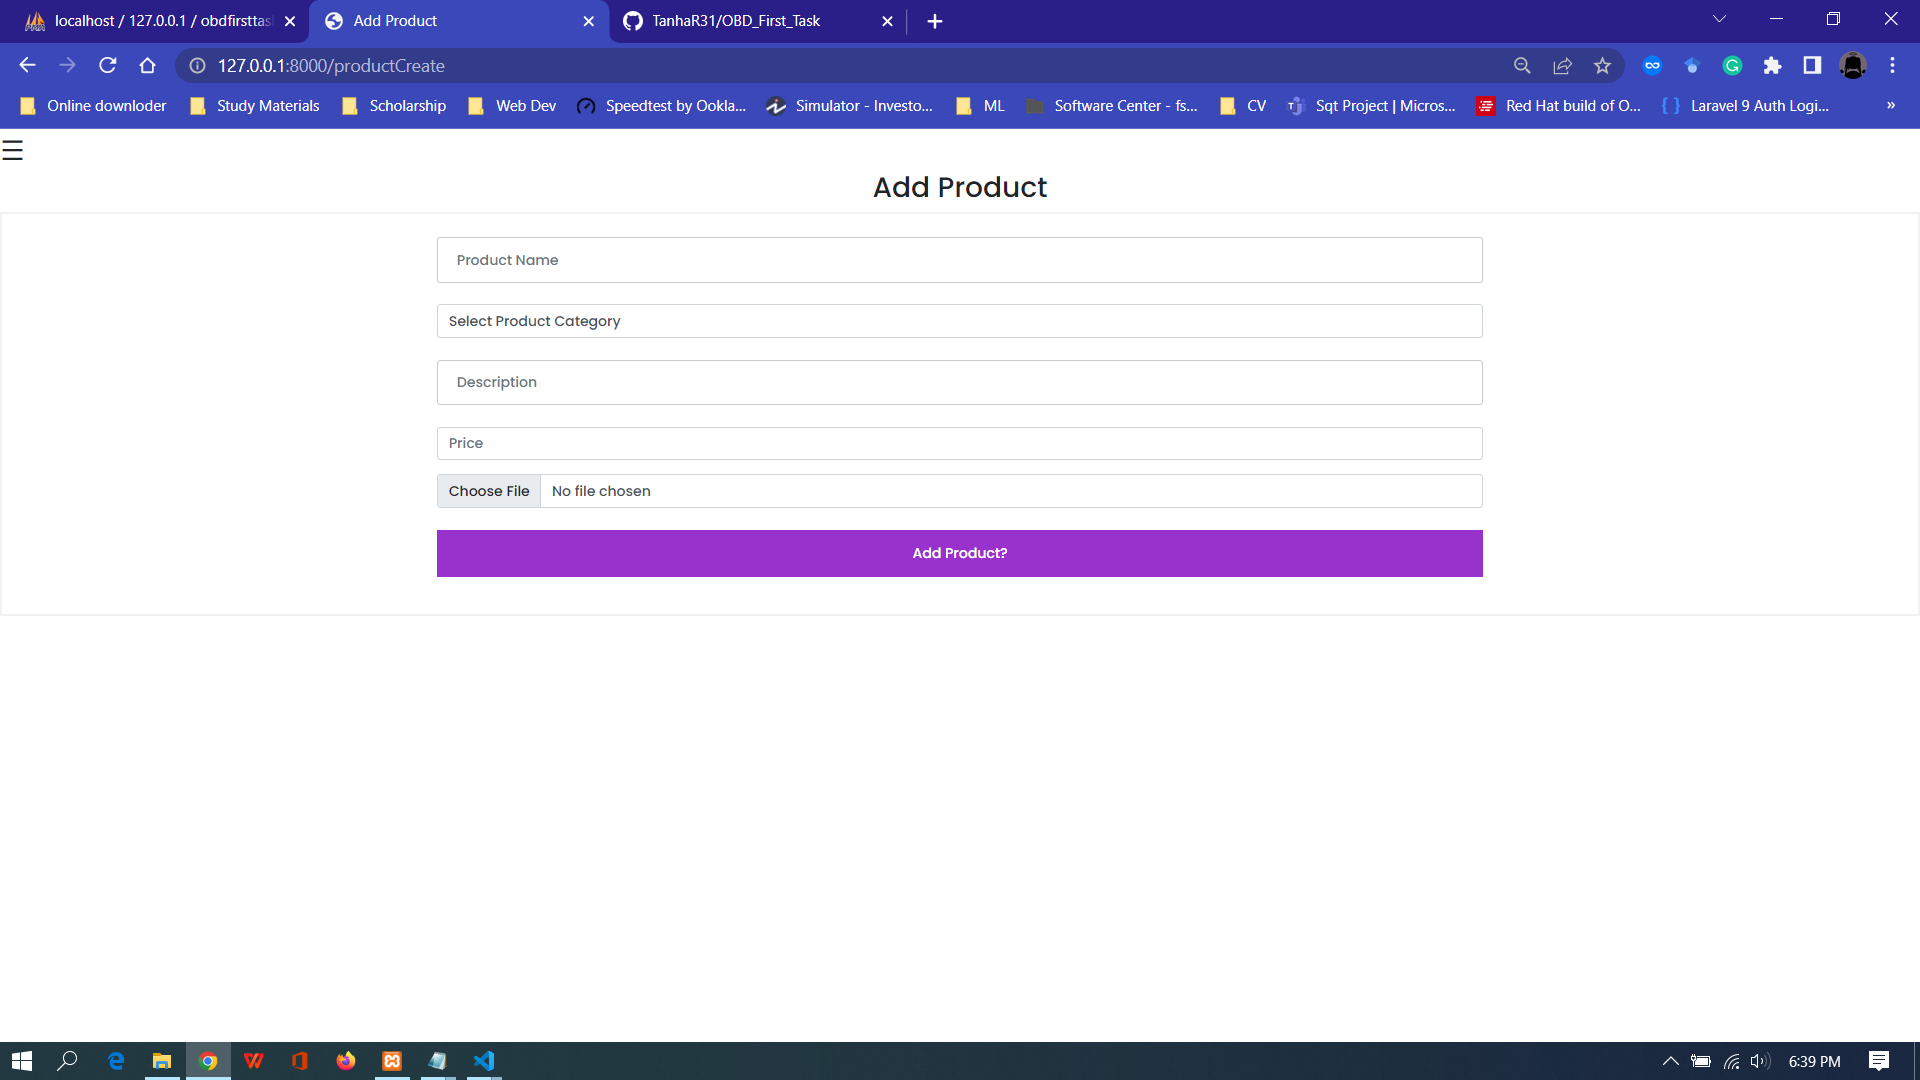 localhost / 127.0.0.1 / obdfirsttas
Add Product
TanhaR31/OBD_First_Task
127.0.0.1:8000/productCreate
Online downloder
Study Materials
Scholarship
Web Dev
Speedtest by Ookla...
Simulator - Investo...
ML
Software Center - fs...
CV
Sqt Project | Micros...
Red Hat build of O...
Laravel 9 Auth Logi...
»
Add Product
Product Name
Select Product Category
Description
Price
Choose File No file chosen
Add Product?
6:39 PM